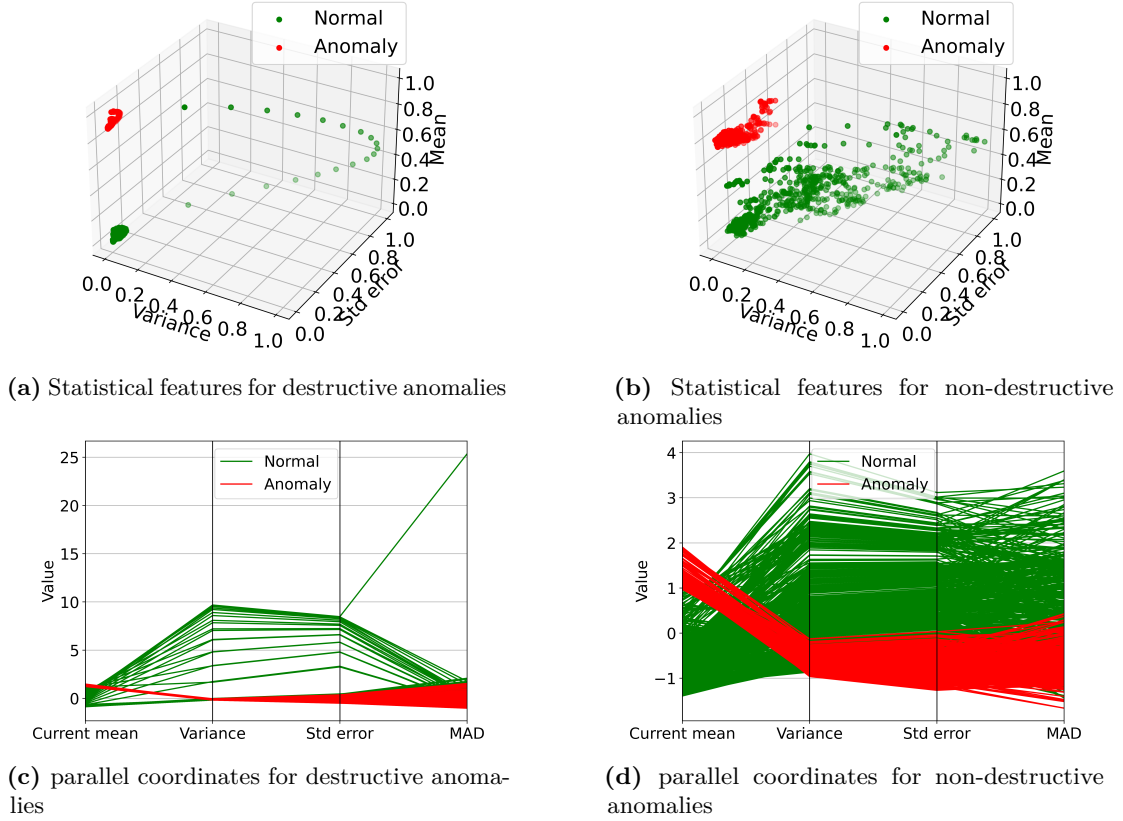 Normal
Anomaly
1.0
0.8
0.6
0.4
0.2
0.0
Mean
1.0
0.8
0.6
0.4
0.2
0.0
Std error
0.0
0.2
0.4
0.6
0.8
1.0
Variance
Normal
Anomaly
1.0
0.8
0.6
0.4
0.2
0.0
Mean
1.0
0.8
0.6
0.4
0.2
0.0
Std error
0.0
0.2
0.4
0.6
0.8
1.0
Variance
(a) Statistical features for destructive anomalies
(b) Statistical features for non-destructive
anomalies
25
20
15
10
5
0
Value
Normal
Anomaly
Current mean Variance Std error MAD
4
3
2
1
0
−1
Value
Normal
Anomaly
Current mean Variance Std error MAD
(c) parallel coordinates for destructive anoma-
lies
(d) parallel coordinates for non-destructive
anomalies